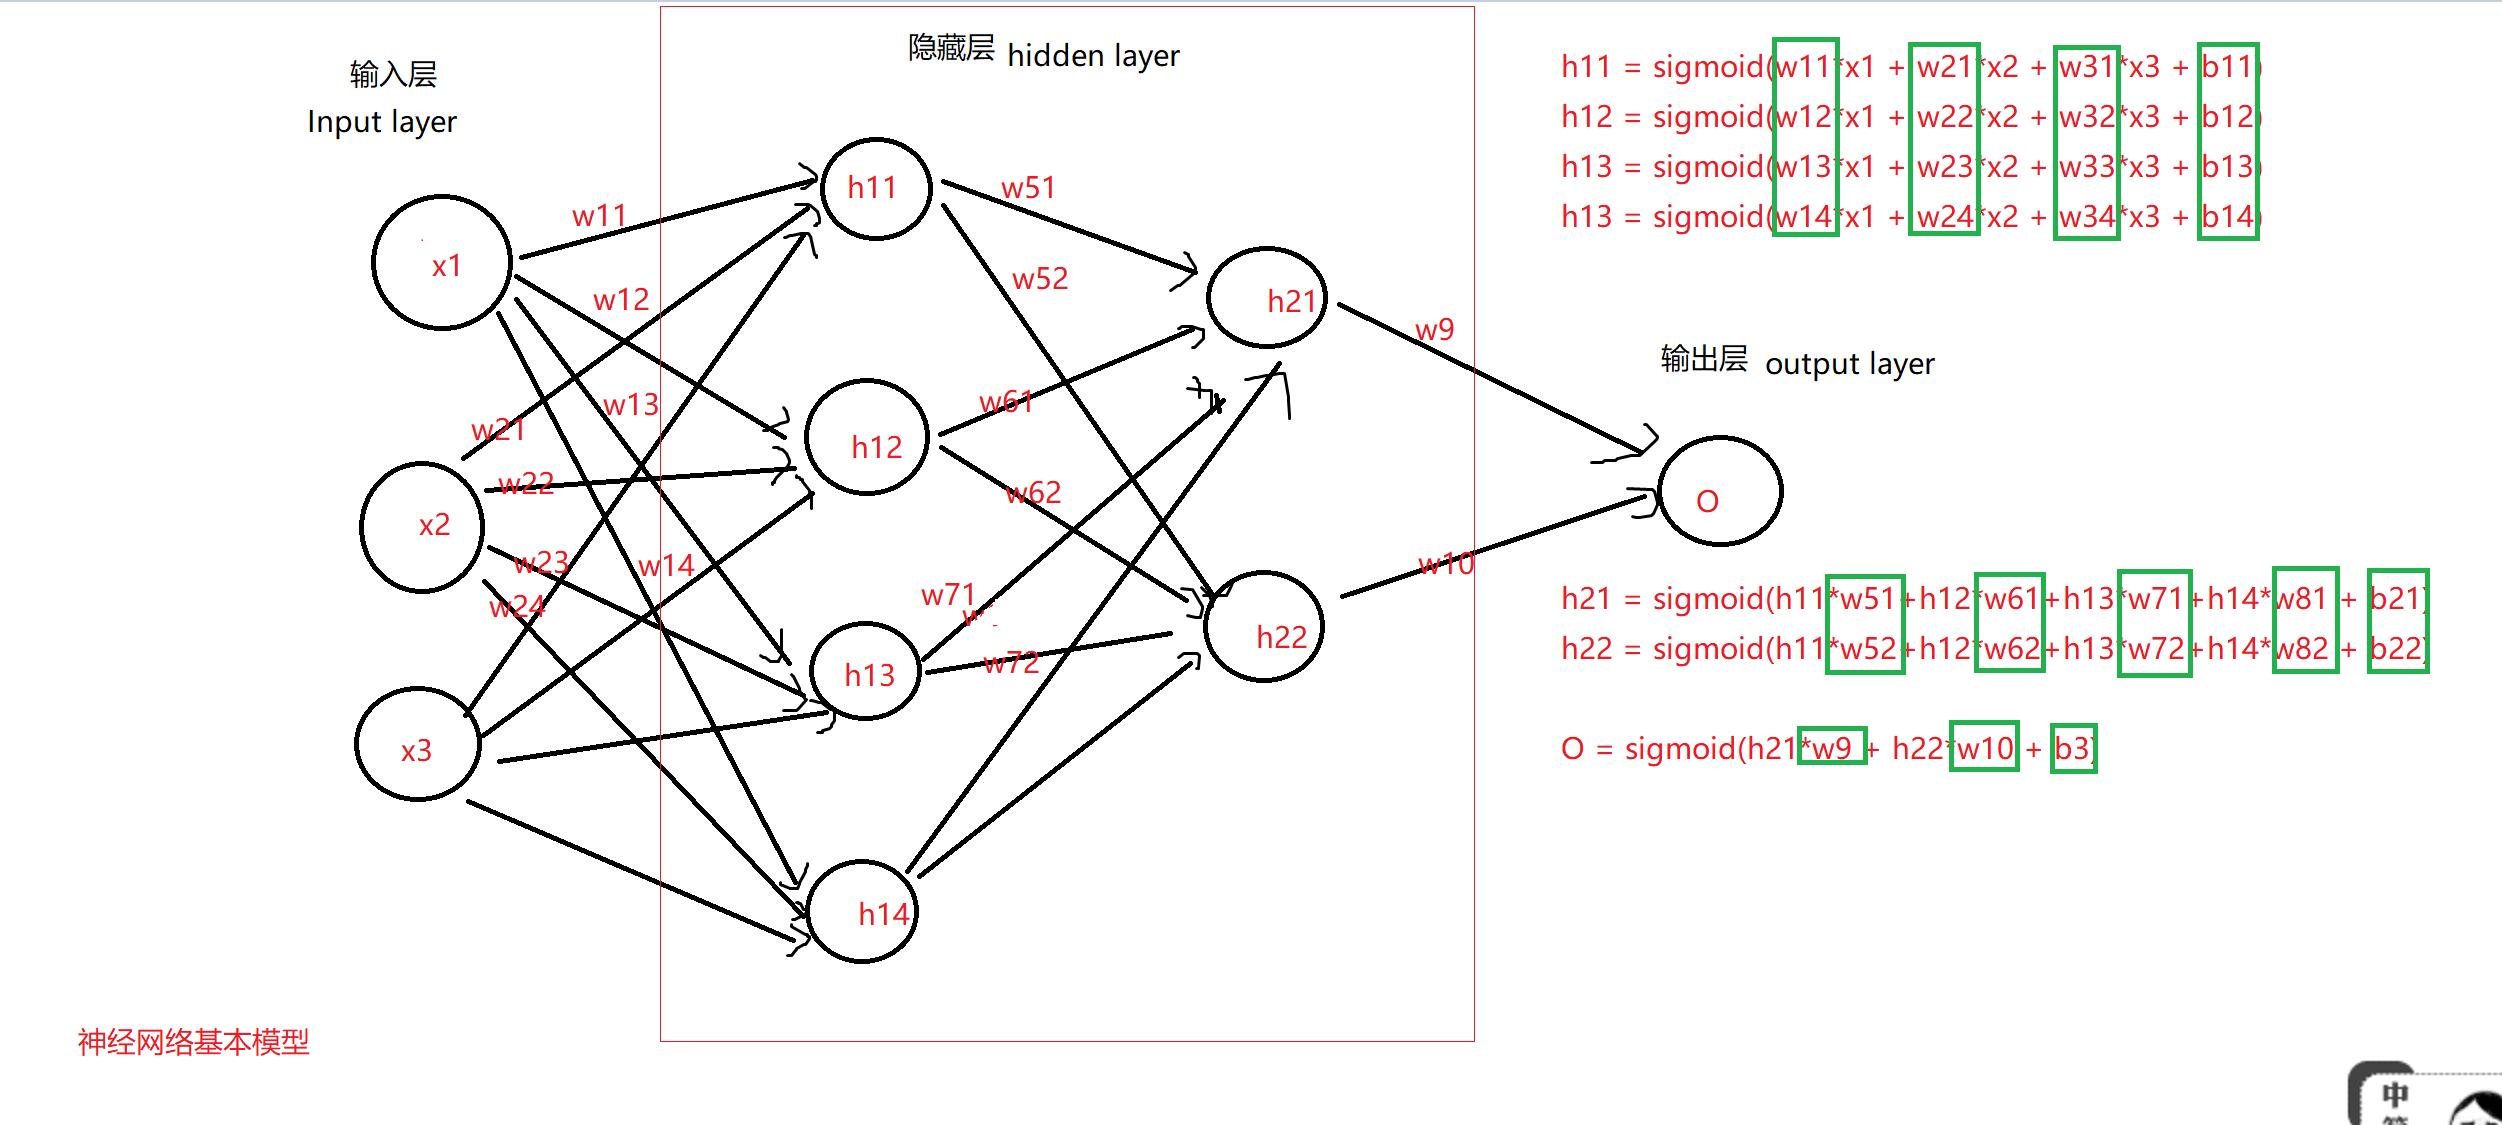 输入层
Input layer
隐藏层 hidden layer
h11 = sigmoid(w11*x1 + w21*x2 + w31*x3 + b11)
h12 = sigmoid(w12*x1 + w22*x2 + w32*x3 + b12)
h13 = sigmoid(w13*x1 + w23*x2 + w33*x3 + b13)
h13 = sigmoid(w14*x1 + w24*x2 + w34*x3 + b14)
x1
w11
w12
w13
w14
x2
w21
w22
w23
w24
x3
h11
w51
w52
h12
w61
w62
h13
w71
w
w72
h14
h21
w9
h22
w10
输出层 output layer
O
h21 = sigmoid(h11*w51+h12*w61+h13*w71+h14*w81 + b21)
h22 = sigmoid(h11*w52+h12*w62+h13*w72+h14*w82 + b22)
O = sigmoid(h21*w9 + h22*w10 + b3)
神经网络基本模型
中